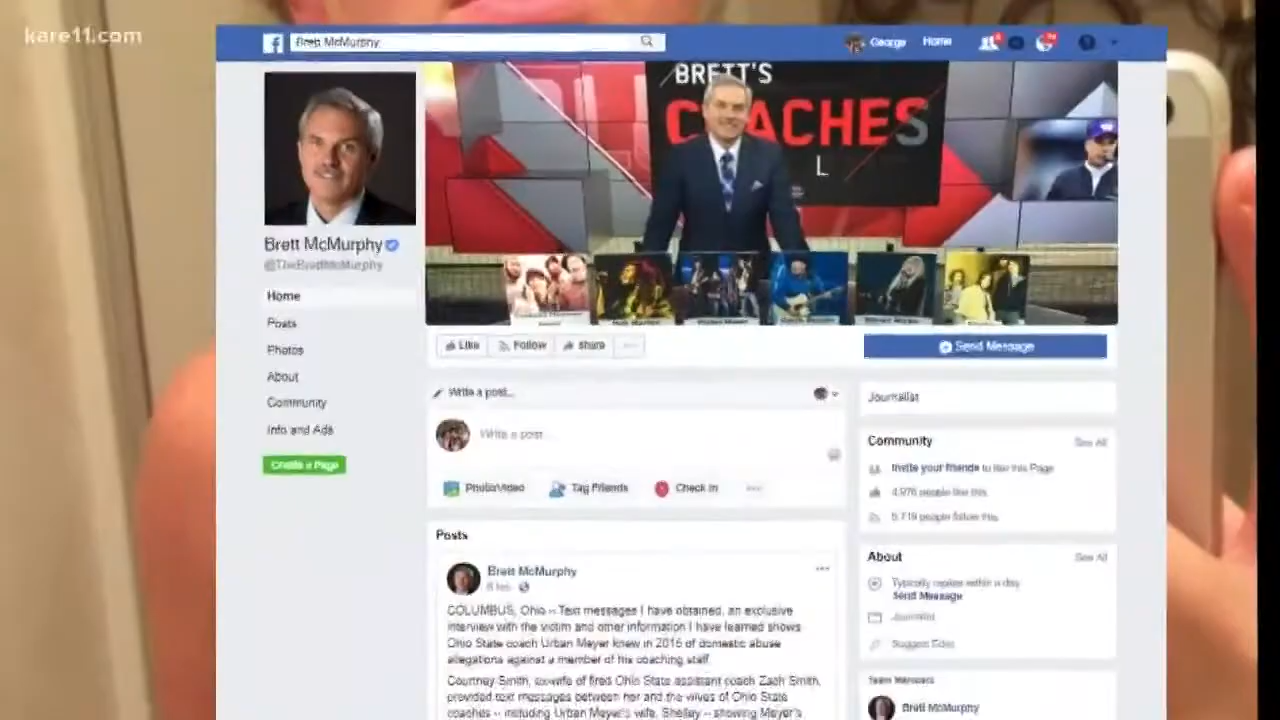 kare11.com
Brett McMurphy
George
Home
BRETT'S
COACHES
L
Brett McMurphy
@TheBrettMcMurphy
Home
Posts
Photos
About
Community
Info and Ads
Create a Page
Like
Follow
Share
Send Message
Write a post...
Write a post...
Photo/Video
Tag Friends
Check in
Journalist
Community
See All
Invite your friends to like this Page
4,976 people like this
5,719 people follow this
About
See All
Typically replies within a day
Send Message
Journalist
Suggest Edits
Team Members
Brett McMurphy
Posts
Brett McMurphy
COLUMBUS, Ohio -- Text messages I have obtained, an exclusive
interview with the victim and other information I have learned shows
Ohio State coach Urban Meyer knew in 2015 of domestic abuse
allegations against a member of his coaching staff.
Courtney Smith, ex-wife of fired Ohio State assistant coach Zach Smith,
provided text messages between her and the wives of Ohio State
coaches -- including Urban Meyer's wife, Shelley -- showing Meyer's